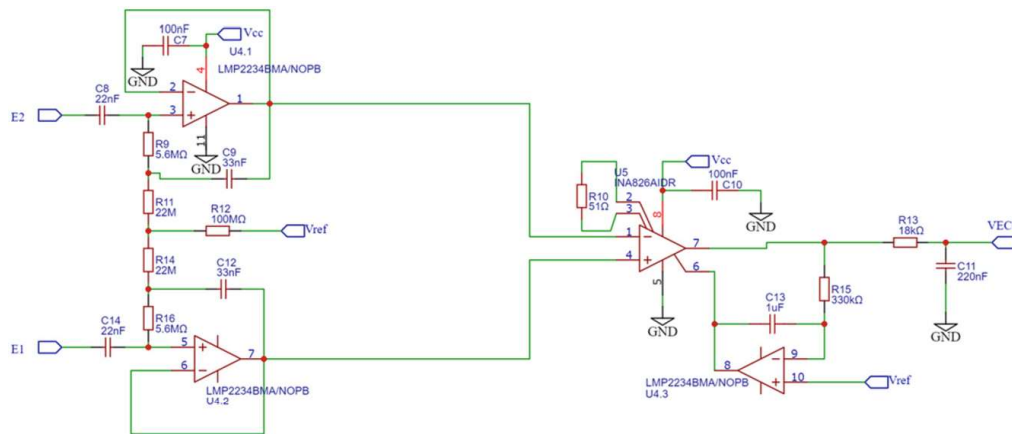 100nF
C7
Vcc
U4.1
LMP2234BMA/NOPB
GND
4
2
1
3
11
GND
C8
22nF
E2
R9
5.6MΩ
C9
33nF
R11
22M
R12
100MΩ
Vref
R14
22M
C12
33nF
C14
22nF
R16
5.6MΩ
E1
5
6
7
LMP2234BMA/NOPB
U4.2
U5
INA826AIDR
R10
51Ω
2
3
8
1
4
7
6
5
Vcc
100nF
C10
GND
GND
R13
18kΩ
VEC
C11
220nF
GND
R15
330kΩ
C13
1uF
8
9
10
LMP2234BMA/NOPB
U4.3
Vref